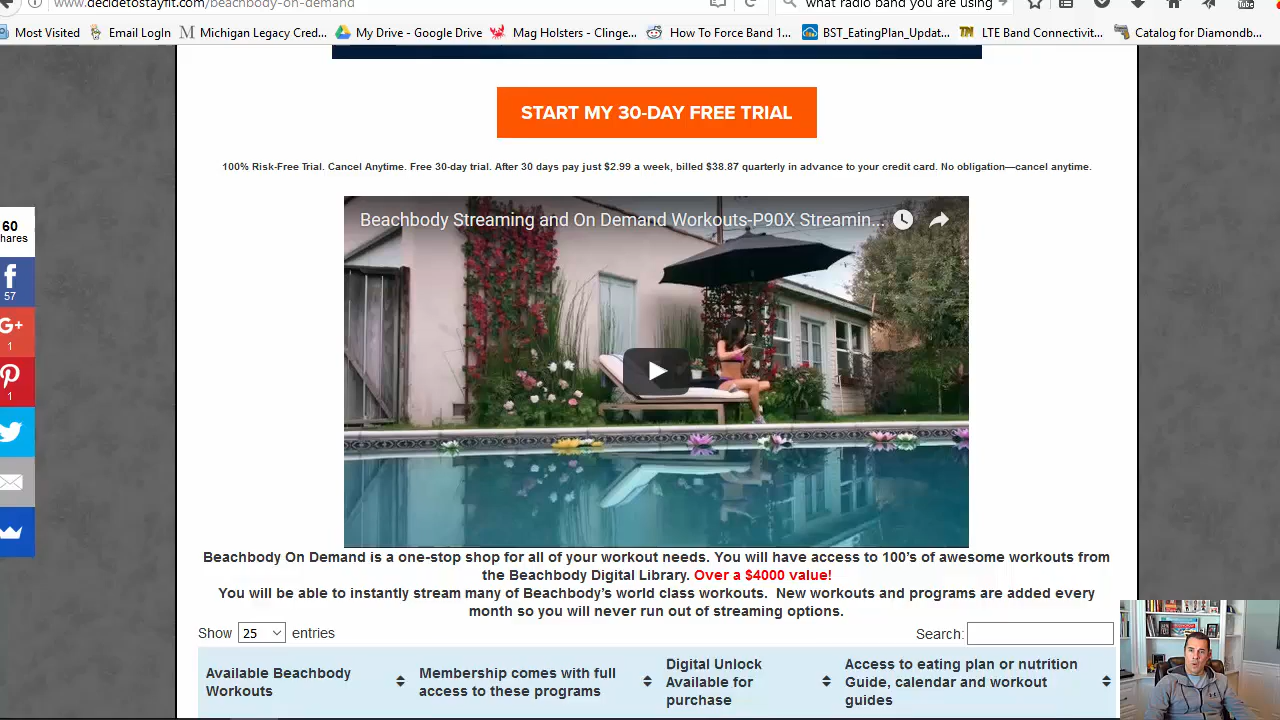 www.decidetostayfit.com/beachbody-on-demand
what radio band you are using
You Tube
Most Visited Email LogIn Michigan Legacy Cred... My Drive - Google Drive Mag Holsters – Clinge... How To Force Band 1... BST_EatingPlan_Updat... LTE Band Connectivit... Catalog for Diamondb...
START MY 30-DAY FREE TRIAL
100% Risk-Free Trial. Cancel Anytime. Free 30-day trial. After 30 days pay just $2.99 a week, billed $38.87 quarterly in advance to your credit card. No obligation—cancel anytime.
60
hares
57
G+
1
1
Beachbody Streaming and On Demand Workouts-P90X Streamin...
Beachbody On Demand is a one-stop shop for all of your workout needs. You will have access to 100's of awesome workouts from
the Beachbody Digital Library. Over a $4000 value!
You will be able to instantly stream many of Beachbody's world class workouts. New workouts and programs are added every
month so you will never run out of streaming options.
Show 25 entries
Search:
Available Beachbody
Workouts
Membership comes with full
access to these programs
Digital Unlock
Available for
purchase
Access to eating plan or nutrition
Guide, calendar and workout
guides